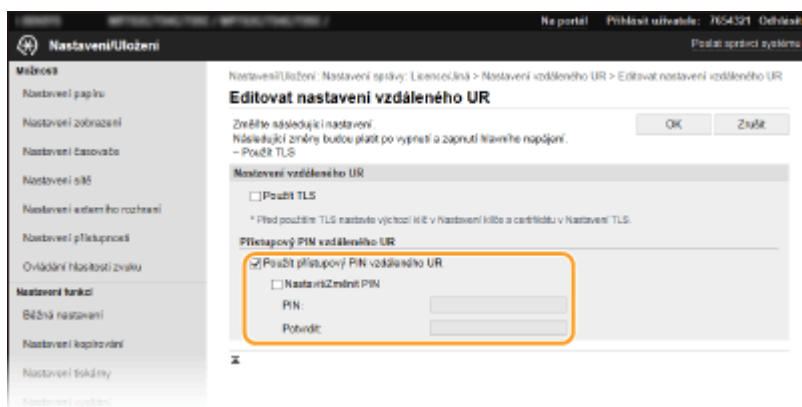 Na portál Přihlásit uživatele: 7654321 Odhlásit
Nastavení/Uložení
Poslat správci systému
Možnosti
Nastavení papíru
Nastavení zobrazení
Nastavení časovače
Nastavení sítě
Nastavení externího rozhraní
Nastavení přístupnosti
Ovládání hlasitosti zvuku
Nastavení funkcí
Běžná nastavení
Nastavení kopírování
Nastavení tiskárny
Nastavení/Uložení: Nastavení správy: Licence/Jiná > Nastavení vzdáleného UR > Editovat nastavení vzdáleného UR
Editovat nastavení vzdáleného UR
Změňte následující nastavení.
Následující změny budou platit po vypnutí a zapnutí hlavního napájení.
– Použít TLS
OK
Zrušit
Nastavení vzdáleného UR
Použít TLS
* Před použitím TLS nastavte výchozí klíč v Nastavení klíče a certifikátu v Nastavení TLS.
Přístupový PIN vzdáleného UR
Použít přístupový PIN vzdáleného UR
Nastavit/Změnit PIN
PIN:
Potvrdit: